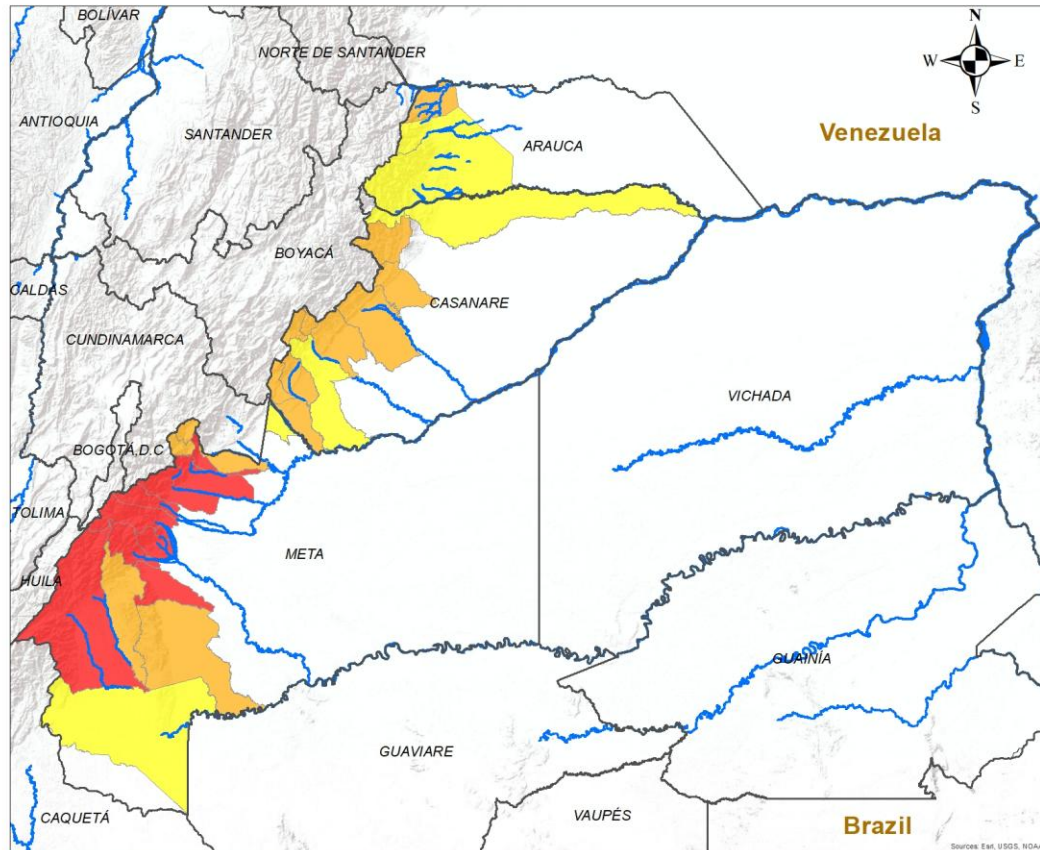 BOLÍVAR
NORTE DE SANTANDER
N
W
E
S
ANTIOQUIA
SANTANDER
ARAUCA
Venezuela
BOYACÁ
CALDAS
CASANARE
CUNDINAMARCA
VICHADA
BOGOTÁ,D.C
TOLIMA
META
HUILA
GUAINÍA
GUAVIARE
CAQUETÁ
VAUPÉS
Brazil
Sources: Esri, USGS, NOAA